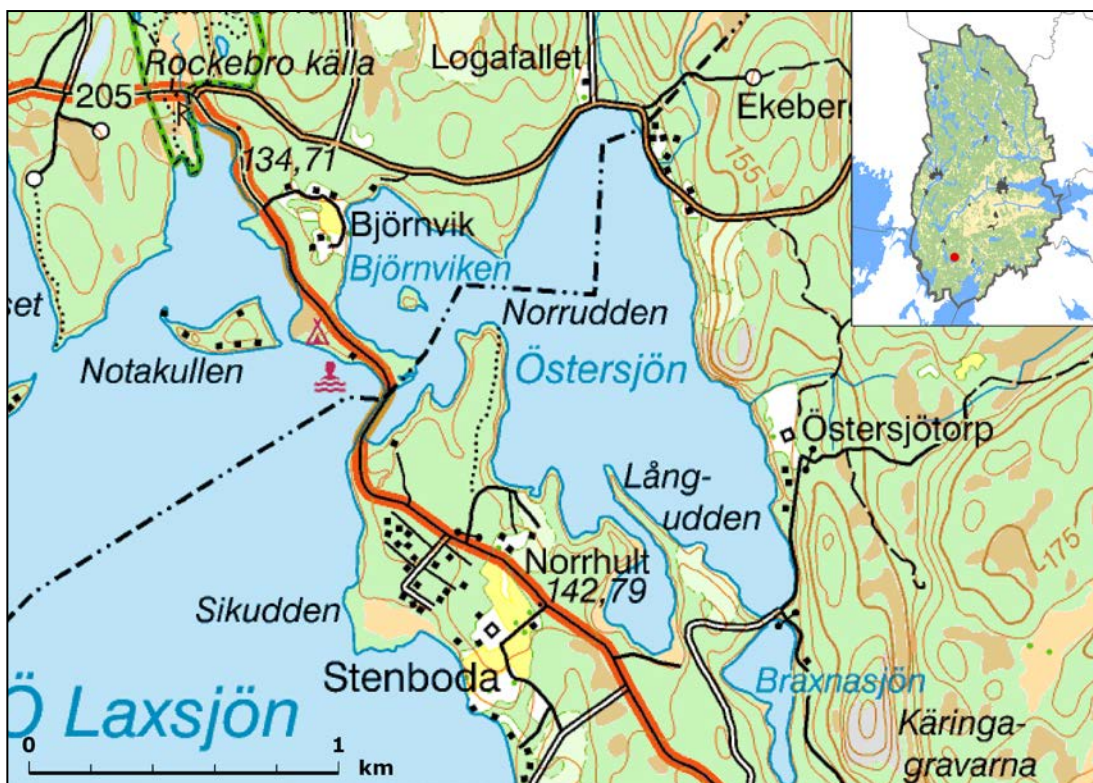 Logafallet
Rockebro källa
205
Ekeberg
134,71
155
Björnvik
Björnviken
Norrudden
set
Notakullen
Östersjön
Östersjötorp
Lång-
udden
175
Norrhult
142,79
Sikudden
Stenboda
Braxnasjön
Ö Laxsjön
Käringa-
gravarna
0
1
km